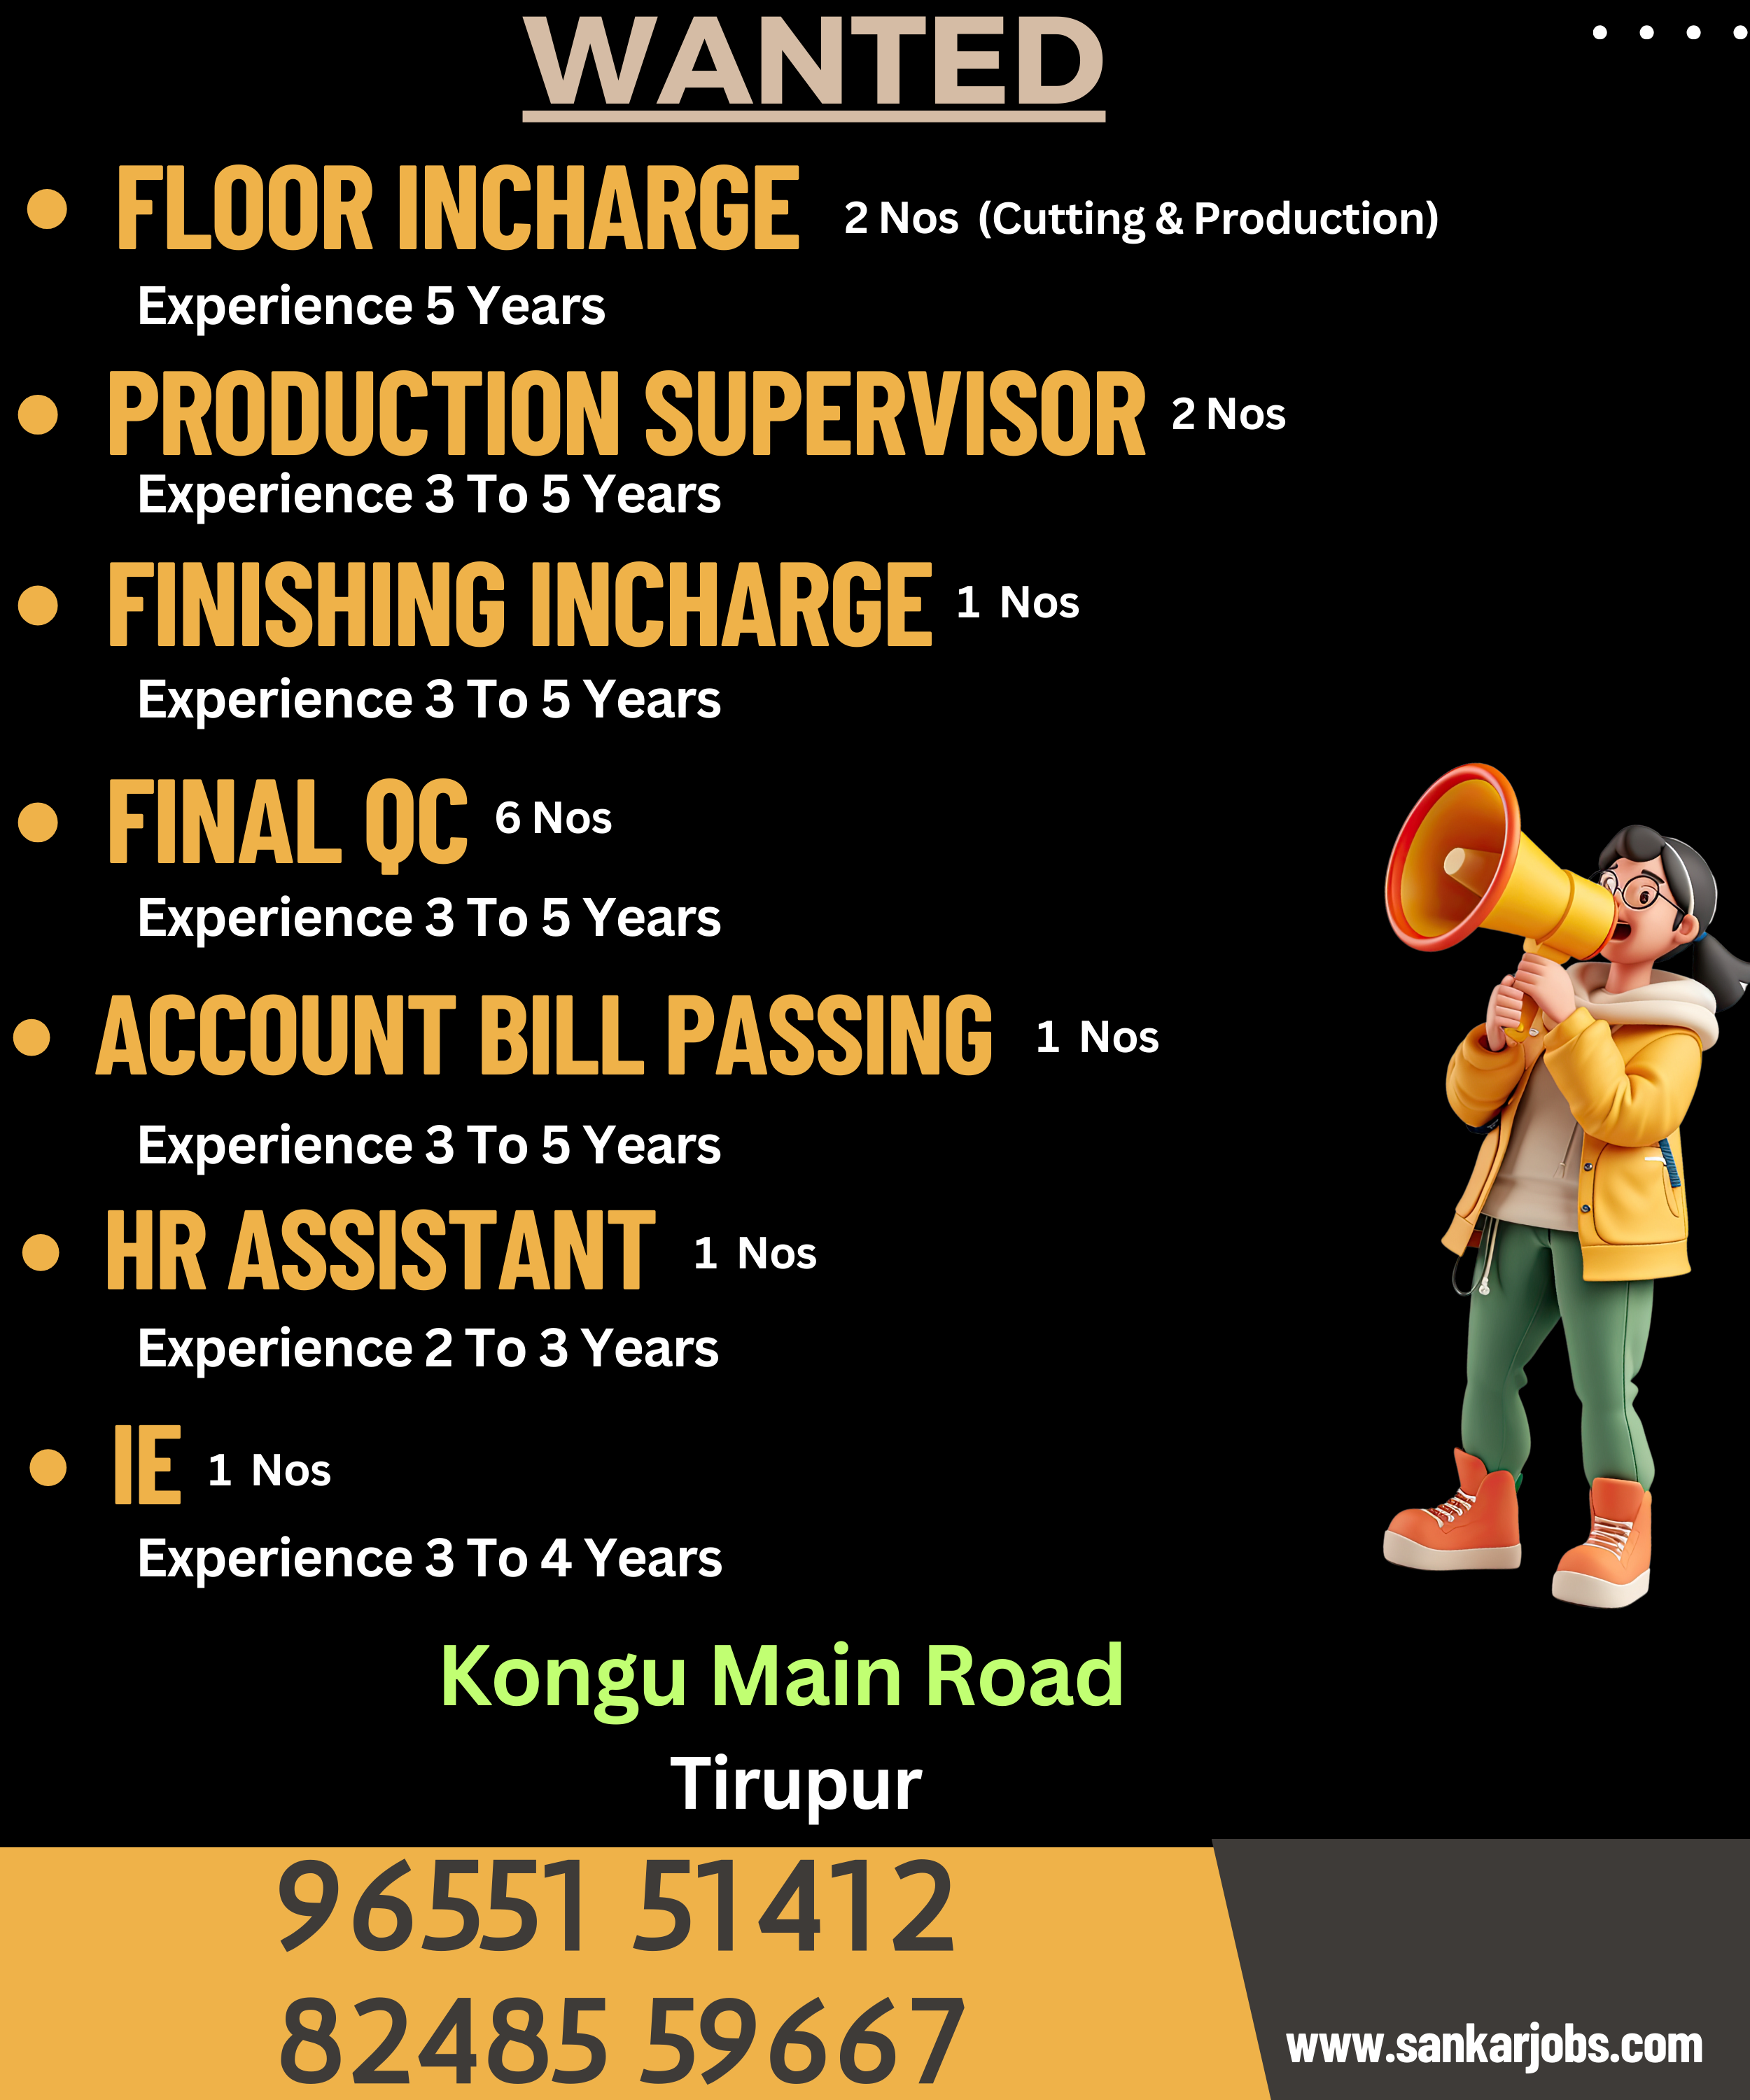 WANTED
FLOOR INCHARGE 2 Nos (Cutting & Production)
Experience 5 Years
PRODUCTION SUPERVISOR 2 Nos
Experience 3 To 5 Years
FINISHING INCHARGE 1 Nos
Experience 3 To 5 Years
FINAL QC 6 Nos
Experience 3 To 5 Years
ACCOUNT BILL PASSING 1 Nos
Experience 3 To 5 Years
HR ASSISTANT 1 Nos
Experience 2 To 3 Years
IE 1 Nos
Experience 3 To 4 Years
Kongu Main Road
Tirupur
96551 51412
82485 59667
www.sankarjobs.com